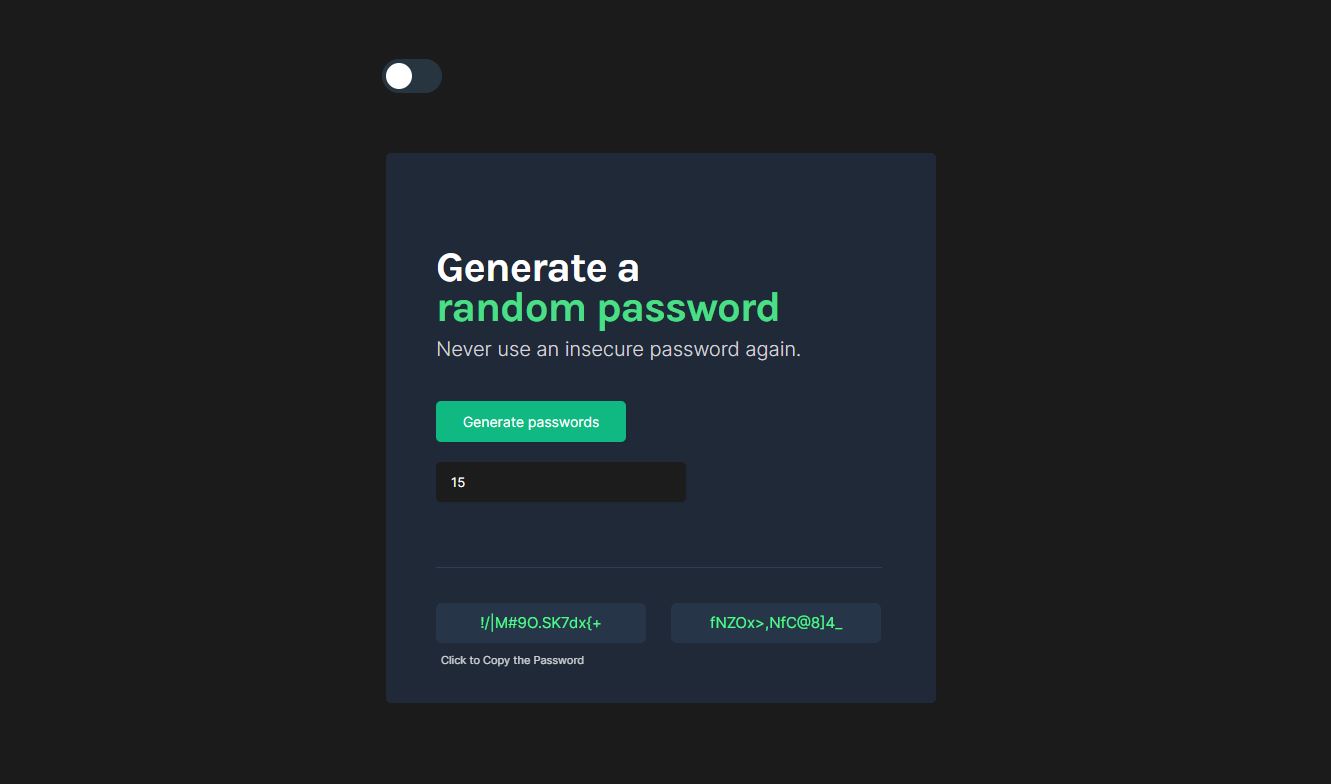 Generate a
random password
Never use an insecure password again.
Generate passwords
15
!/|M#9O.SK7dx{+
fNZOx>,NfC@8]4_
Click to Copy the Password